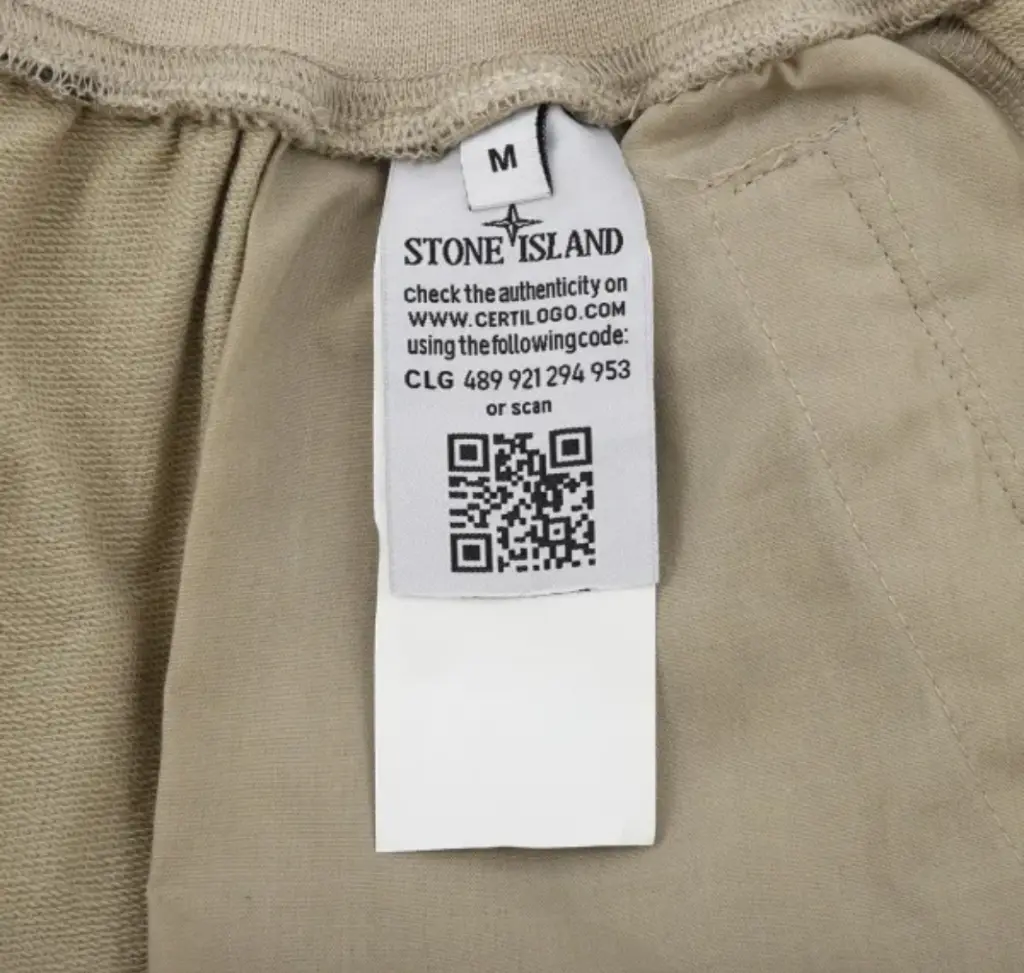 M
STONE ISLAND
Check the authenticity on
WWW.CERTILOGO.COM
using the following code:
CLG 489 921 294 953
or scan